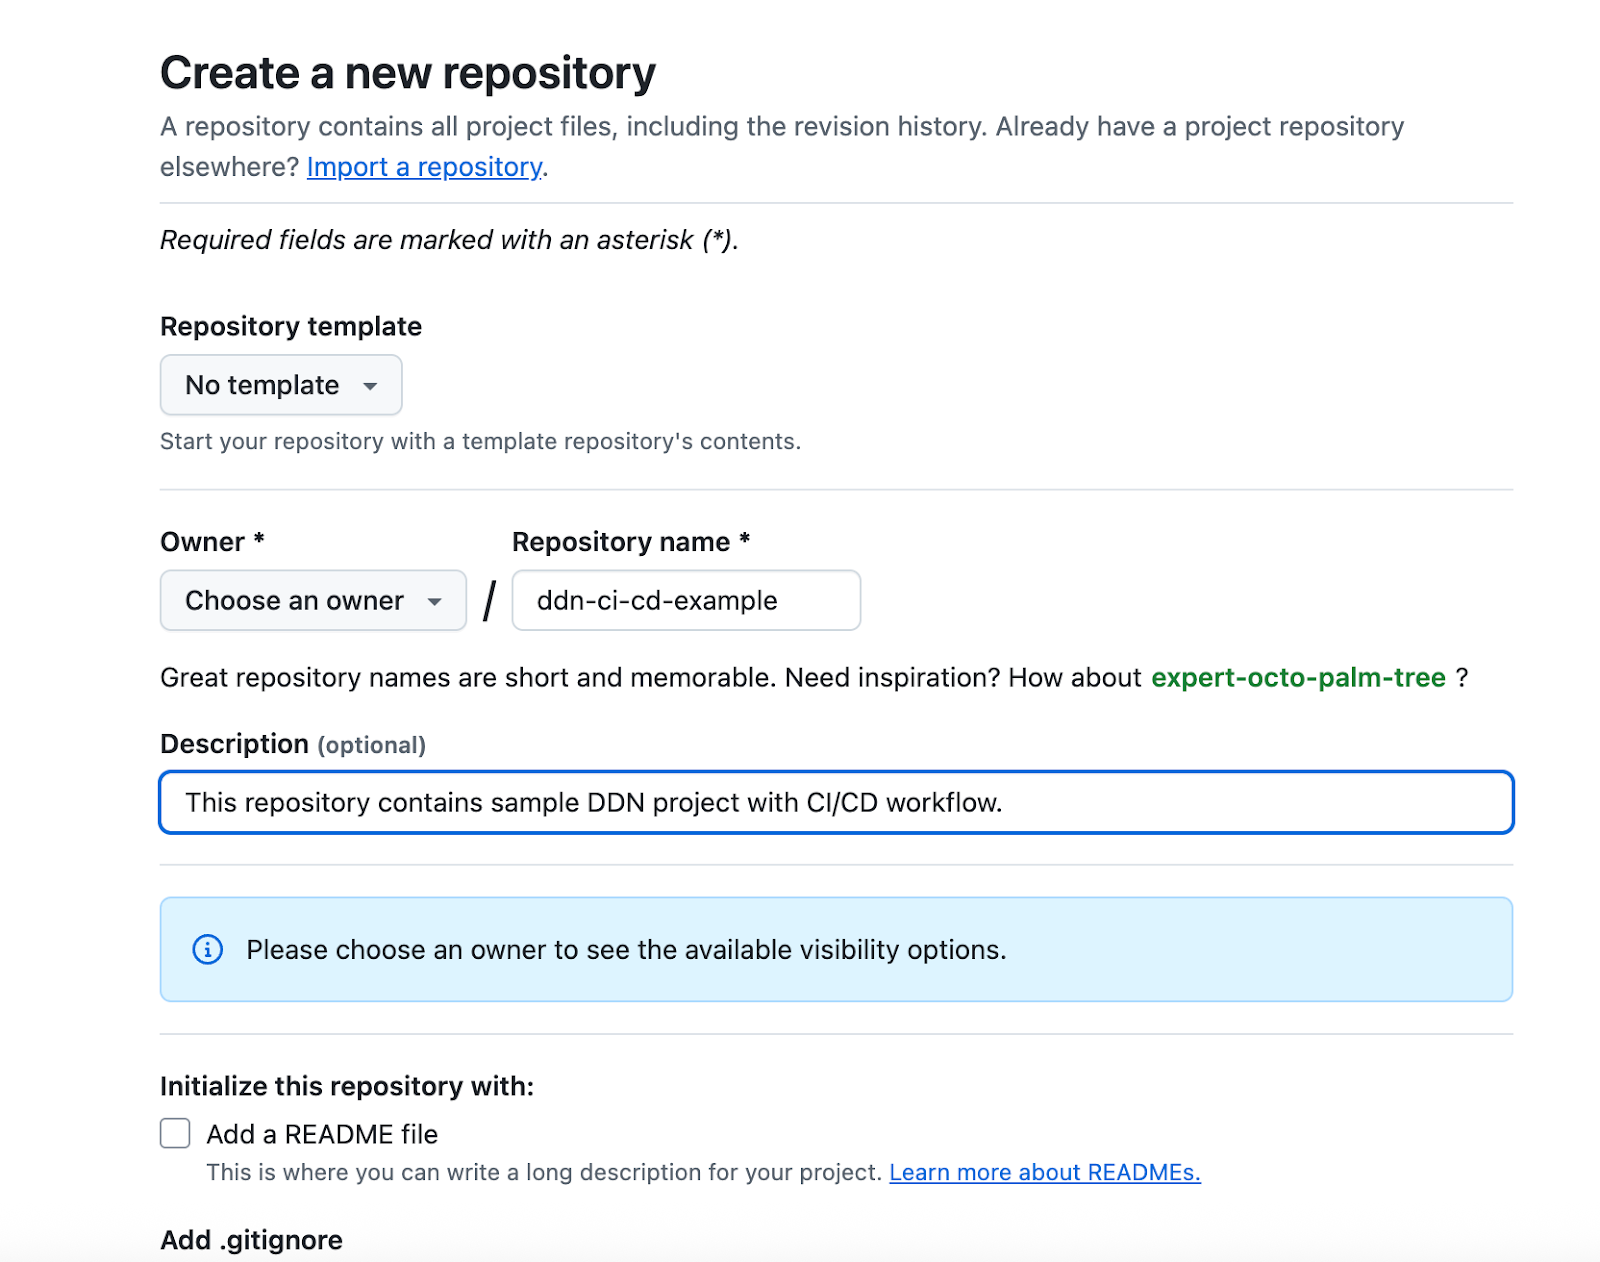 Create a new repository
A repository contains all project files, including the revision history. Already have a project repository
elsewhere? Import a repository.
Required fields are marked with an asterisk (*).
Repository template
No template
Start your repository with a template repository's contents.
Owner * Repository name *
Choose an owner / ddn-ci-cd-example
Great repository names are short and memorable. Need inspiration? How about expert-octo-palm-tree ?
Description (optional)
This repository contains sample DDN project with CI/CD workflow.
Please choose an owner to see the available visibility options.
Initialize this repository with:
Add a README file
This is where you can write a long description for your project. Learn more about READMEs.
Add .gitignore